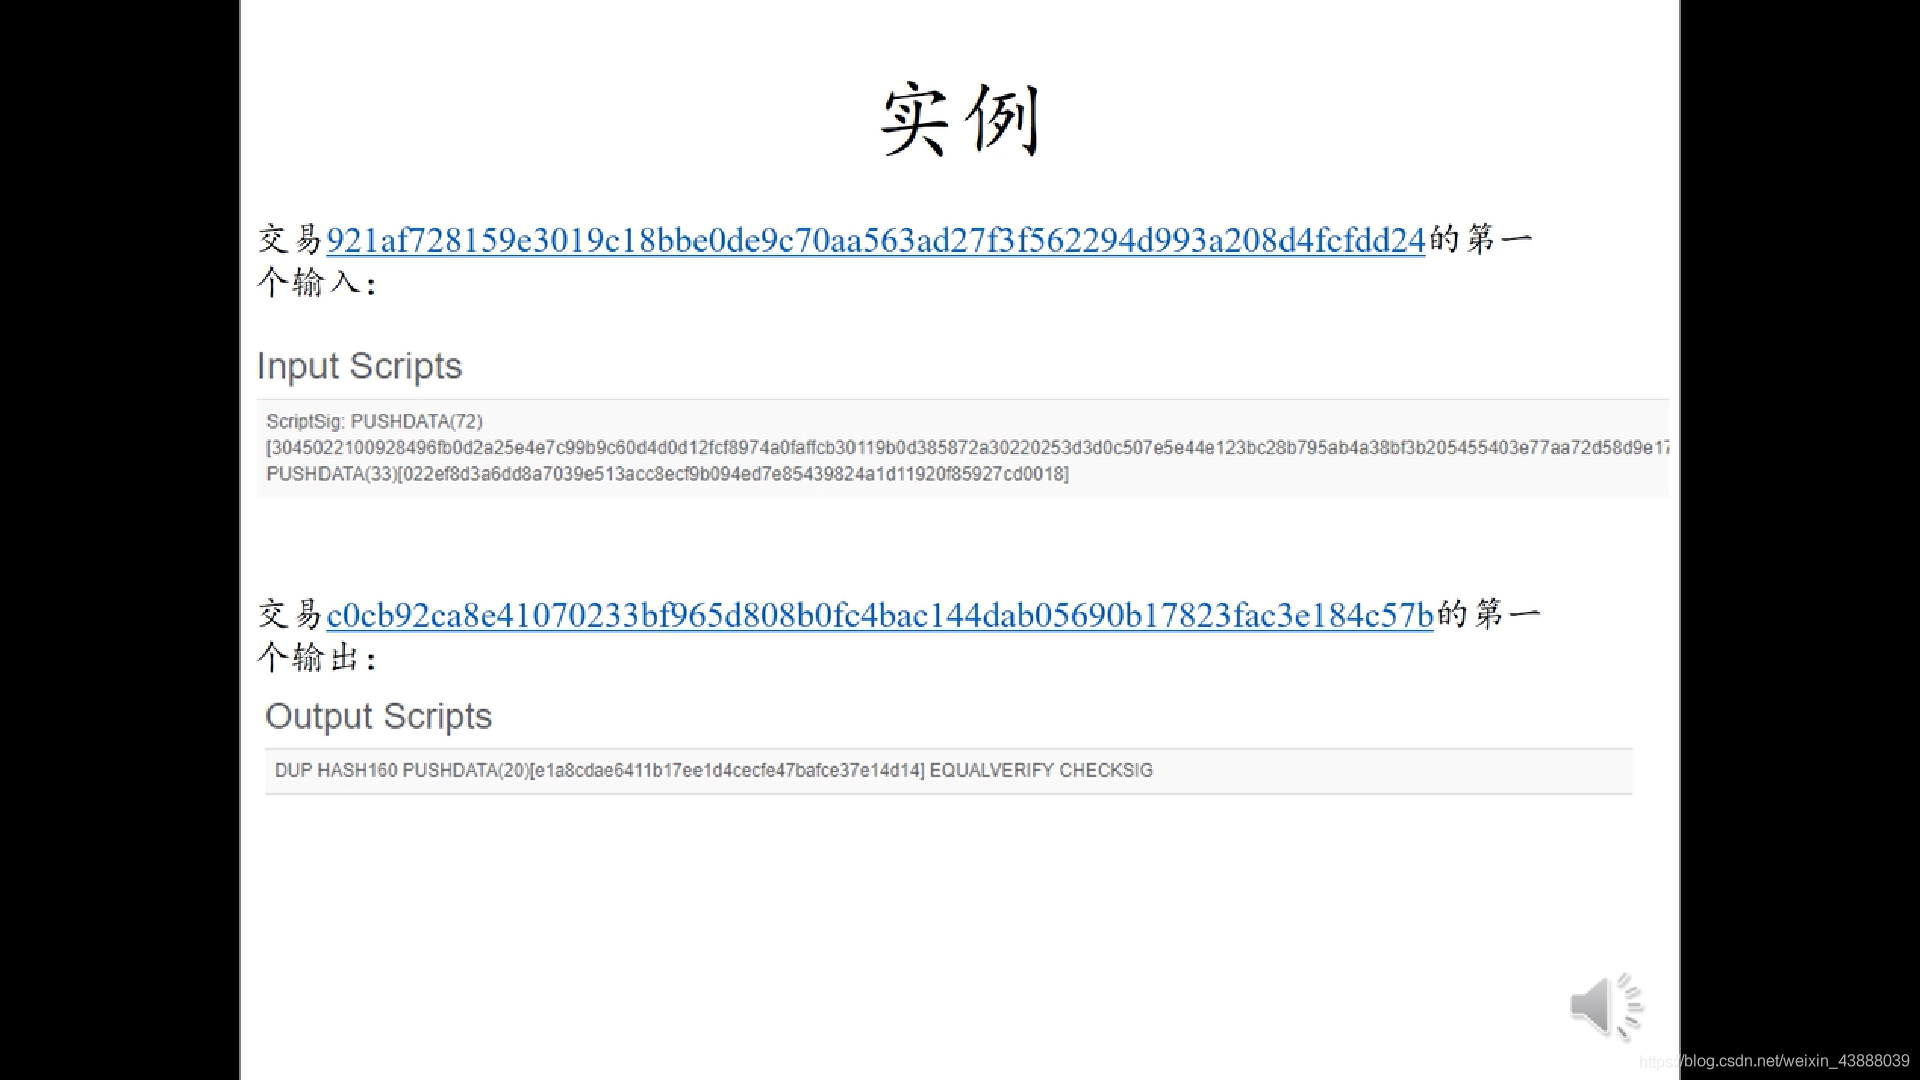 实例
交易921af728159e3019c18bbe0de9c70aa563ad27f3f562294d993a208d4fcfdd24的第一
个输入：
Input Scripts
ScriptSig: PUSHDATA(72)
[3045022100928496fb0d2a25e4e7c99b9c60d4d0d12fcf8974a0faffcb30119b0d385872a30220253d3d0c507e5e44e123bc28b795ab4a38bf3b205455403e77aa72d58d9e17
PUSHDATA(33)[022ef8d3a6dd8a7039e513acc8ecf9b094ed7e85439824a1d11920f85927cd0018]
交易c0cb92ca8e41070233bf965d808b0fc4bac144dab05690b17823fac3e184c57b的第一
个输出：
Output Scripts
DUP HASH160 PUSHDATA(20)[e1a8cdae6411b17ee1d4cecfe47bafce37e14d14] EQUALVERIFY CHECKSIG
https://blog.csdn.net/weixin_43888039